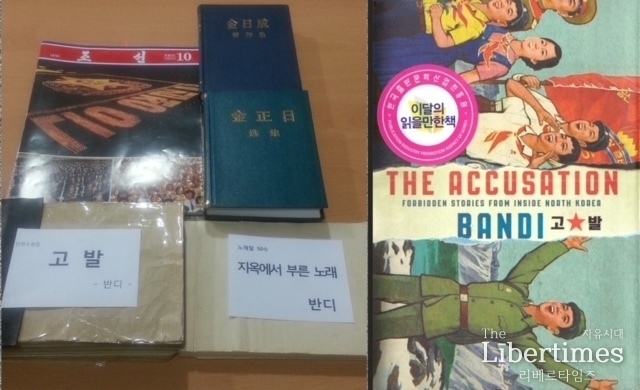 조선
10
金日成
金正日
选集
고 발
- 반디 -
지옥에서 부른 노래
반디
이달의
읽을만한책
THE ACCUSATION
FORBIDDEN STORIES FROM INSIDE NORTH KOREA
BANDI 고★발
The 자유시대
Libertimes
리베르타임즈